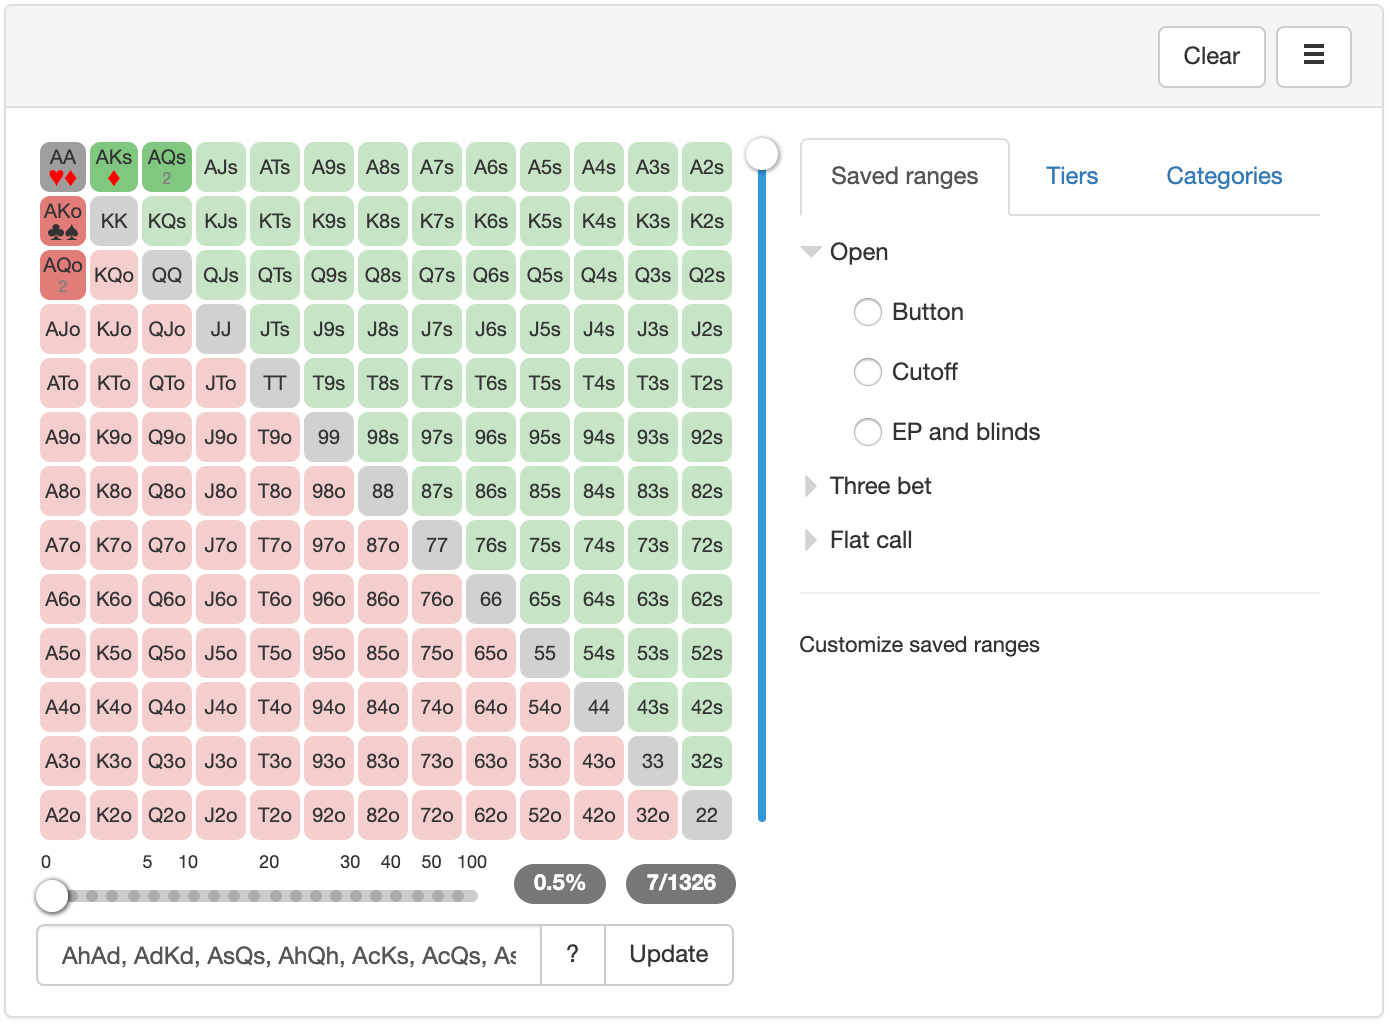 Clear
Saved ranges Tiers Categories
AA AKs AQs AJs ATs A9s A8s A7s A6s A5s A4s A3s A2s
♥♦ ♦ 2
AKo KK KQs KJs KTs K9s K8s K7s K6s K5s K4s K3s K2s
♣♠
AQo KQo QQ QJs QTs Q9s Q8s Q7s Q6s Q5s Q4s Q3s Q2s
2
AJo KJo QJo JJ JTs J9s J8s J7s J6s J5s J4s J3s J2s
ATo KTo QTo JTo TT T9s T8s T7s T6s T5s T4s T3s T2s
A9o K9o Q9o J9o T9o 99 98s 97s 96s 95s 94s 93s 92s
A8o K8o Q8o J8o T8o 98o 88 87s 86s 85s 84s 83s 82s
A7o K7o Q7o J7o T7o 97o 87o 77 76s 75s 74s 73s 72s
A6o K6o Q6o J6o T6o 96o 86o 76o 66 65s 64s 63s 62s
A5o K5o Q5o J5o T5o 95o 85o 75o 65o 55 54s 53s 52s
A4o K4o Q4o J4o T4o 94o 84o 74o 64o 54o 44 43s 42s
A3o K3o Q3o J3o T3o 93o 83o 73o 63o 53o 43o 33 32s
A2o K2o Q2o J2o T2o 92o 82o 72o 62o 52o 42o 32o 22
0 5 10 20 30 40 50 100
0.5% 7/1326
AhAd, AdKd, AsQs, AhQh, AcKs, AcQs, As ? Update
Open
Button
Cutoff
EP and blinds
Three bet
Flat call
Customize saved ranges